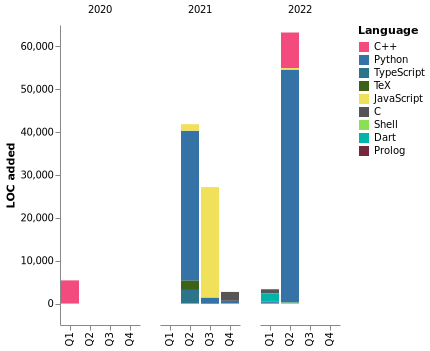 2020 2021 2022
Language
C++
Python
TypeScript
TeX
JavaScript
C
Shell
Dart
Prolog
LOC added
60,000
50,000
40,000
30,000
20,000
10,000
0
Q1 Q2 Q3 Q4 Q1 Q2 Q3 Q4 Q1 Q2 Q3 Q4